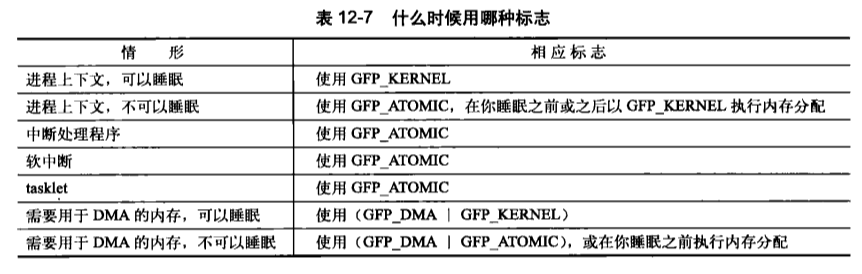 表 12-7 什么时候用哪种标志
情 形 相应标志
进程上下文，可以睡眠 使用 GFP_KERNEL
进程上下文，不可以睡眠 使用 GFP_ATOMIC，在你睡眠之前或之后以 GFP_KERNEL 执行内存分配
中断处理程序 使用 GFP_ATOMIC
软中断 使用 GFP_ATOMIC
tasklet 使用 GFP_ATOMIC
需要用于 DMA 的内存，可以睡眠 使用（GFP_DMA | GFP_KERNEL）
需要用于 DMA 的内存，不可以睡眠 使用（GFP_DMA | GFP_ATOMIC），或在你睡眠之前执行内存分配